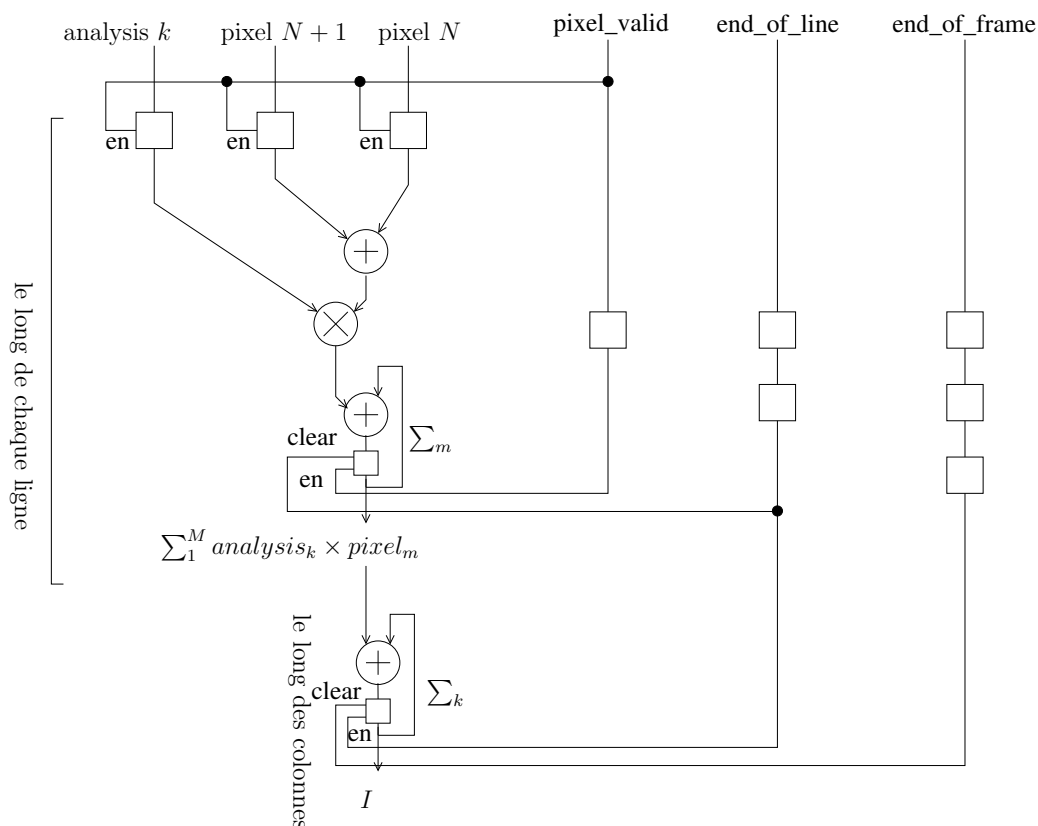 analysis k
pixel N + 1
pixel N
pixel_valid
end_of_line
end_of_frame
en
en
en
le long de chaque ligne
clear
∑m
en
∑₁ᴹ analysisₖ × pixelₘ
le long des colonnes
clear
∑k
en
I